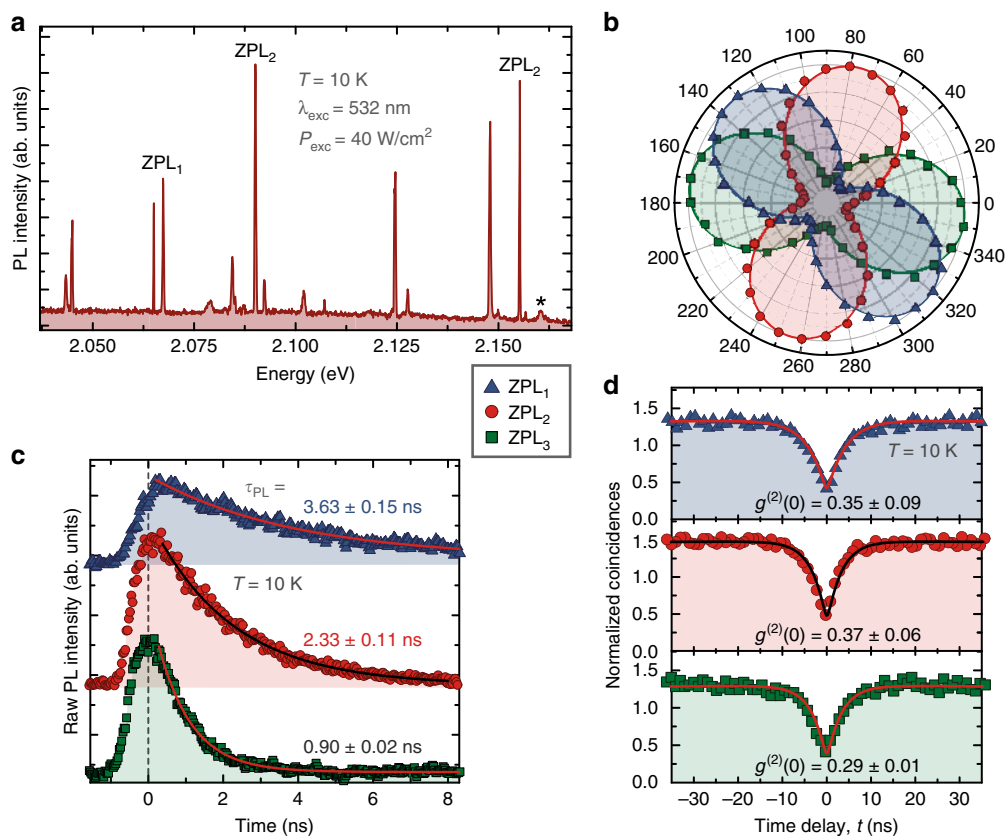 a
PL intensity (ab. units)
ZPL₁
ZPL₂
ZPL₂
T = 10 K
λexc = 532 nm
Pexc = 40 W/cm²
*
2.050 2.075 2.100 2.125 2.150
Energy (eV)
b
100 80
120 60
140 40
160 20
180 0
200 340
220 320
240 300
260 280
ZPL₁
ZPL₂
ZPL₃
c
Raw PL intensity (ab. units)
τPL =
3.63 ± 0.15 ns
T = 10 K
2.33 ± 0.11 ns
0.90 ± 0.02 ns
0 2 4 6 8
Time (ns)
d
Normalized coincidences
1.5
1.0
0.5
0.0
T = 10 K
g⁽²⁾(0) = 0.35 ± 0.09
1.5
1.0
0.5
0.0
g⁽²⁾(0) = 0.37 ± 0.06
1.5
1.0
0.5
0.0
g⁽²⁾(0) = 0.29 ± 0.01
−30 −20 −10 0 10 20 30
Time delay, t (ns)